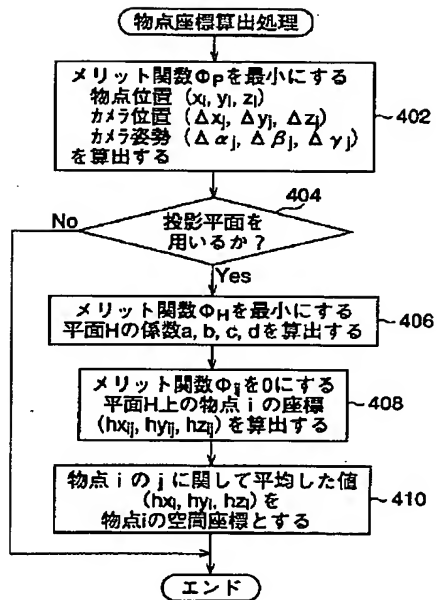 物点座標算出処理
メリット関数ΦPを最小にする
物点位置 (xi, yi, zi)
カメラ位置 (Δxj, Δyj, Δzj)
カメラ姿勢 (Δαj, Δβj, Δγj)
を算出する
402
404
No
投影平面を
用いるか?
Yes
メリット関数ΦHを最小にする
平面Hの係数a, b, c, dを算出する
406
メリット関数Φijを0にする
平面H上の物点iの座標
(hxij, hyij, hzij) を算出する
408
物点iのjに関して平均した値
(hxi, hyi, hzi) を
物点iの空間座標とする
410
エンド